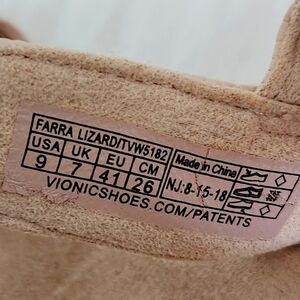 FARRA LIZARD/TVW5182
USA UK EU CM
9 7 41 26
Made in China
NJ:8-15-18
VIONICSHOES.COM/PATENTS